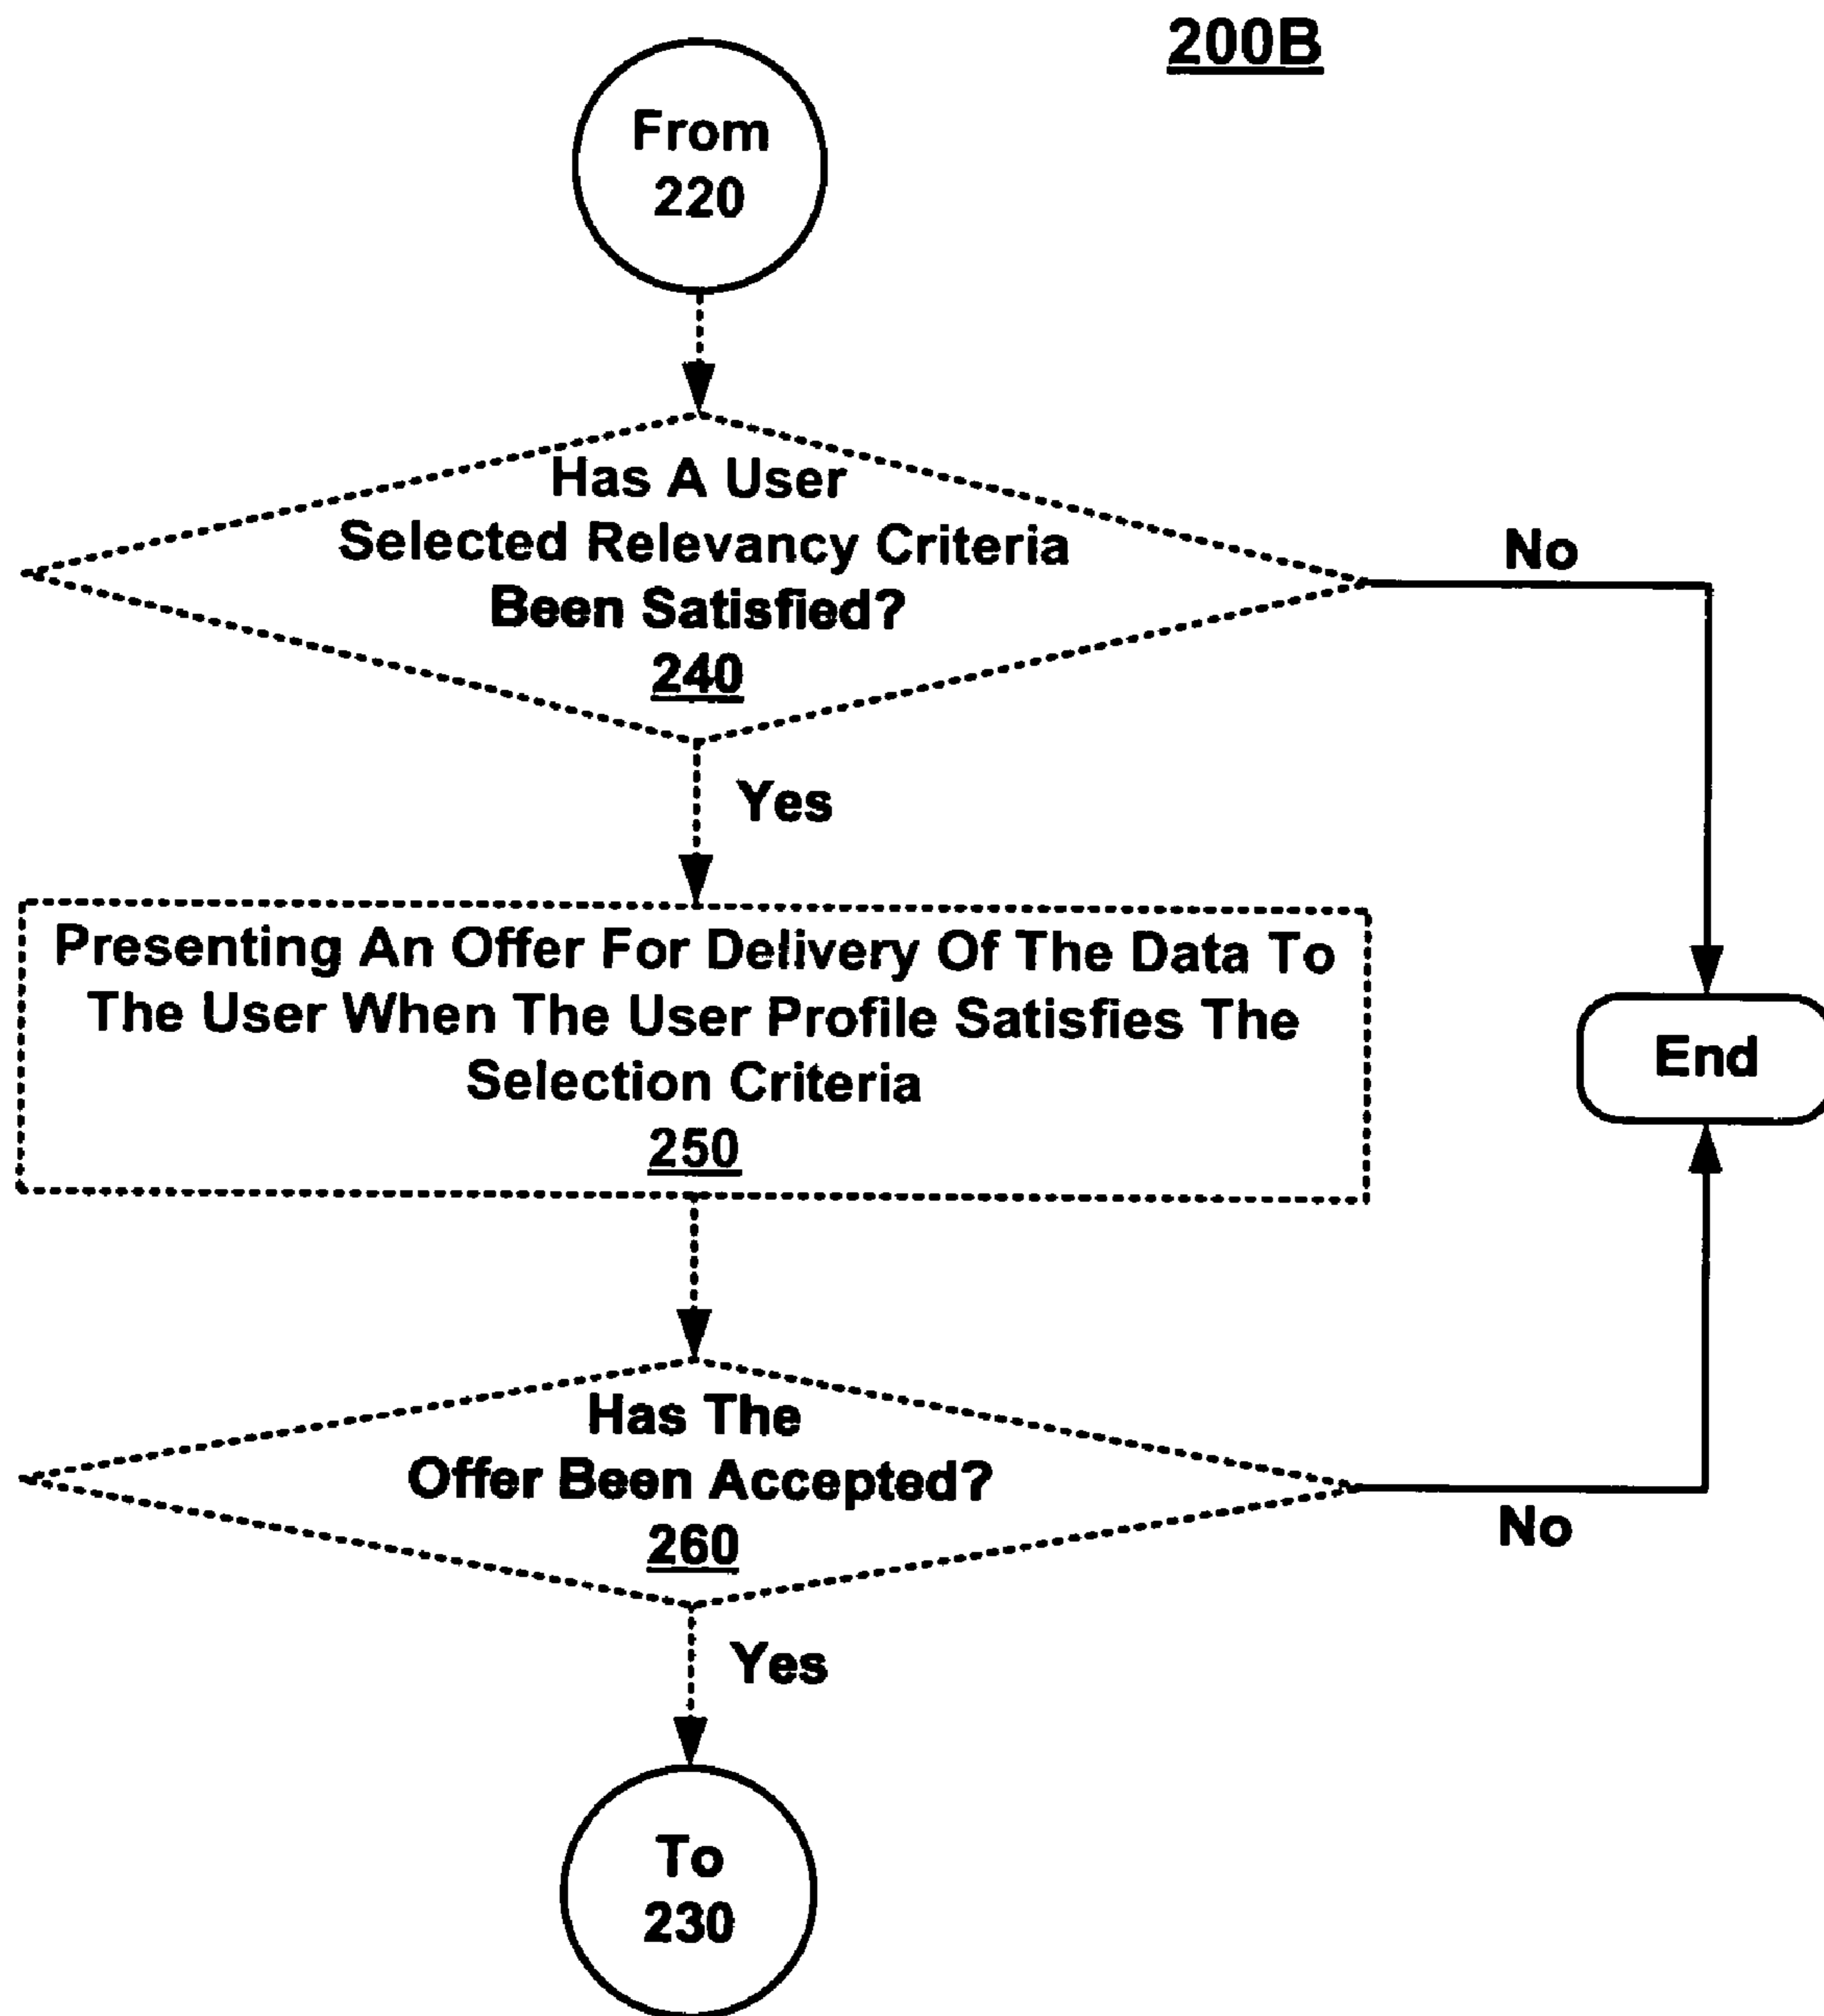 200B
From
220
Has A User
Selected Relevancy Criteria
Been Satisfied?
240
No
Yes
Presenting An Offer For Delivery Of The Data To
The User When The User Profile Satisfies The
Selection Criteria
250
End
Has The
Offer Been Accepted?
260
No
Yes
To
230